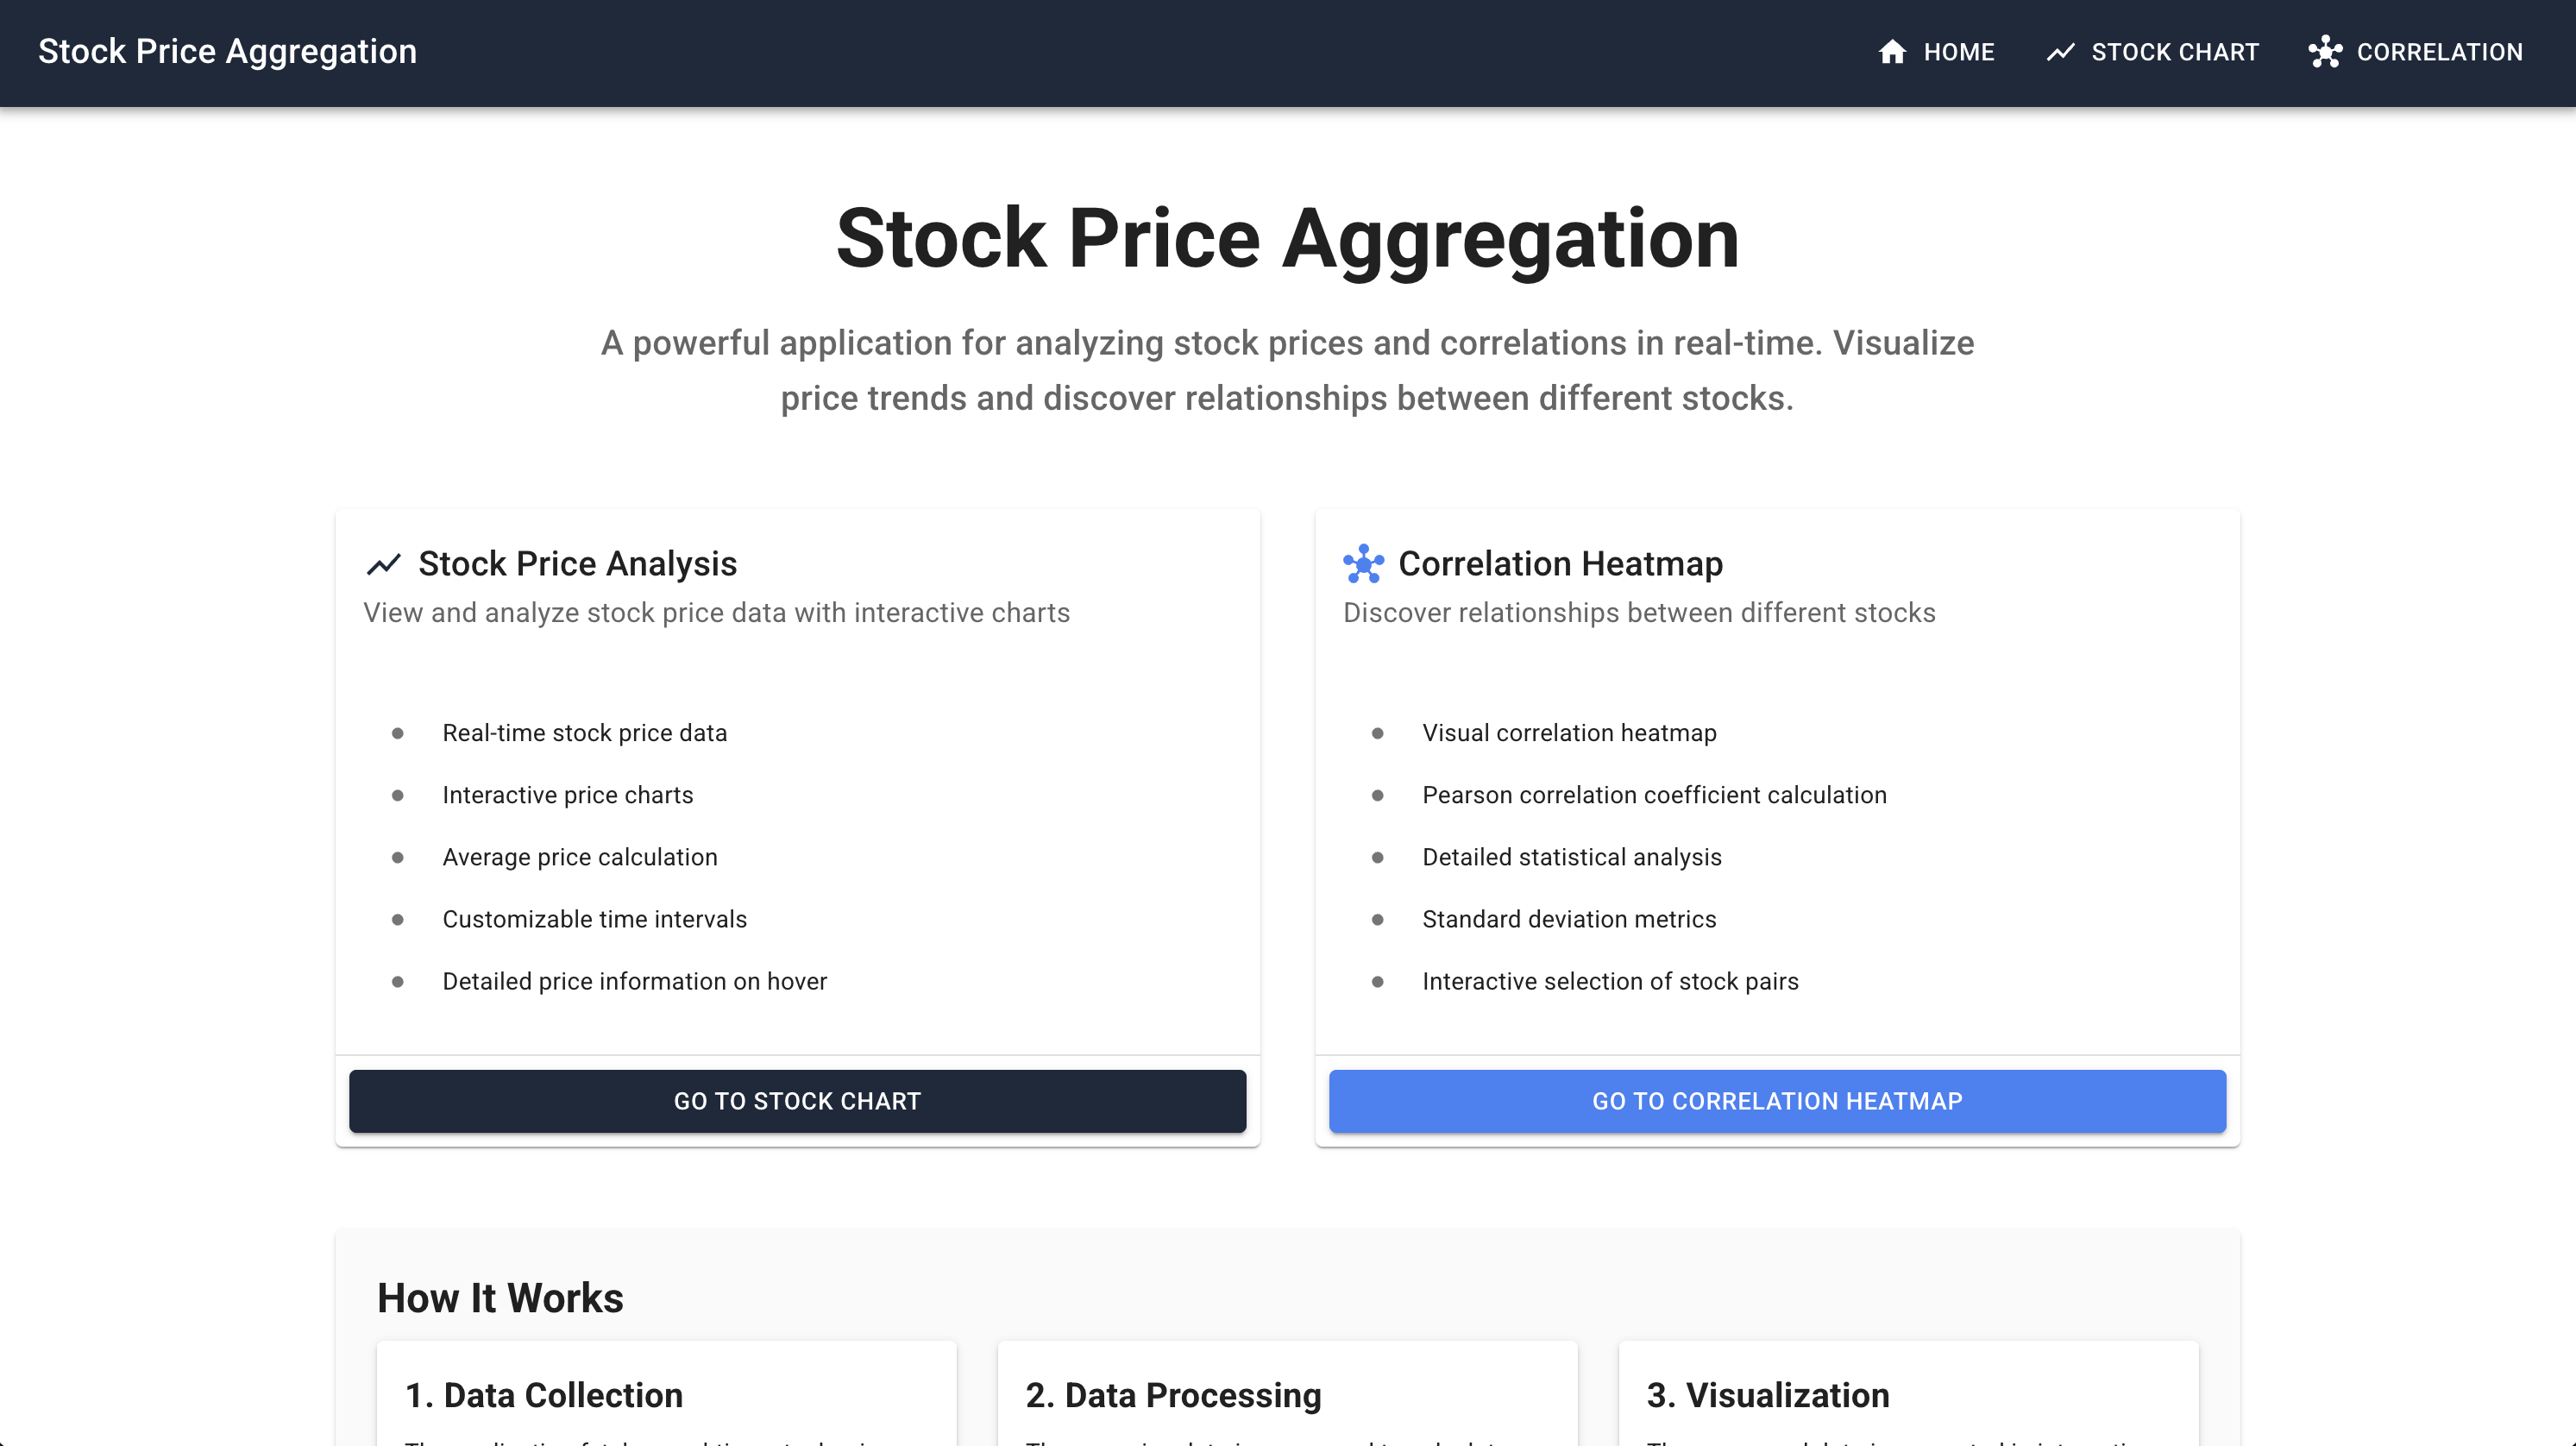 Stock Price Aggregation
HOME
STOCK CHART
CORRELATION
Stock Price Aggregation
A powerful application for analyzing stock prices and correlations in real-time. Visualize
price trends and discover relationships between different stocks.
Stock Price Analysis
View and analyze stock price data with interactive charts
Real-time stock price data
Interactive price charts
Average price calculation
Customizable time intervals
Detailed price information on hover
GO TO STOCK CHART
Correlation Heatmap
Discover relationships between different stocks
Visual correlation heatmap
Pearson correlation coefficient calculation
Detailed statistical analysis
Standard deviation metrics
Interactive selection of stock pairs
GO TO CORRELATION HEATMAP
How It Works
1. Data Collection
2. Data Processing
3. Visualization